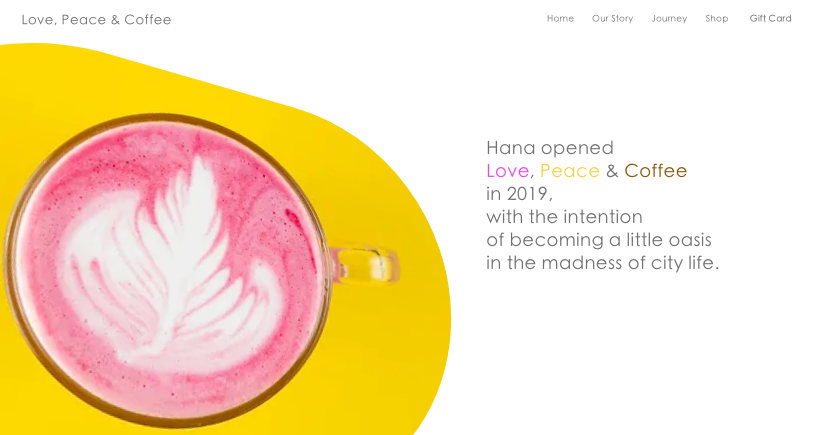 Love, Peace & Coffee
Home Our Story Journey Shop Gift Card
Hana opened
Love, Peace & Coffee
in 2019,
with the intention
of becoming a little oasis
in the madness of city life.